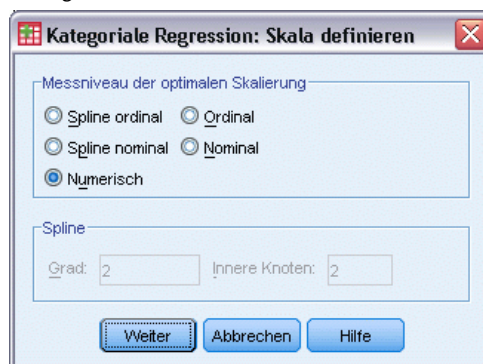 Kategoriale Regression: Skala definieren
Messniveau der optimalen Skalierung
Spline ordinal Ordinal
Spline nominal Nominal
Numerisch
Spline
Grad: 2 Innere Knoten: 2
Weiter Abbrechen Hilfe